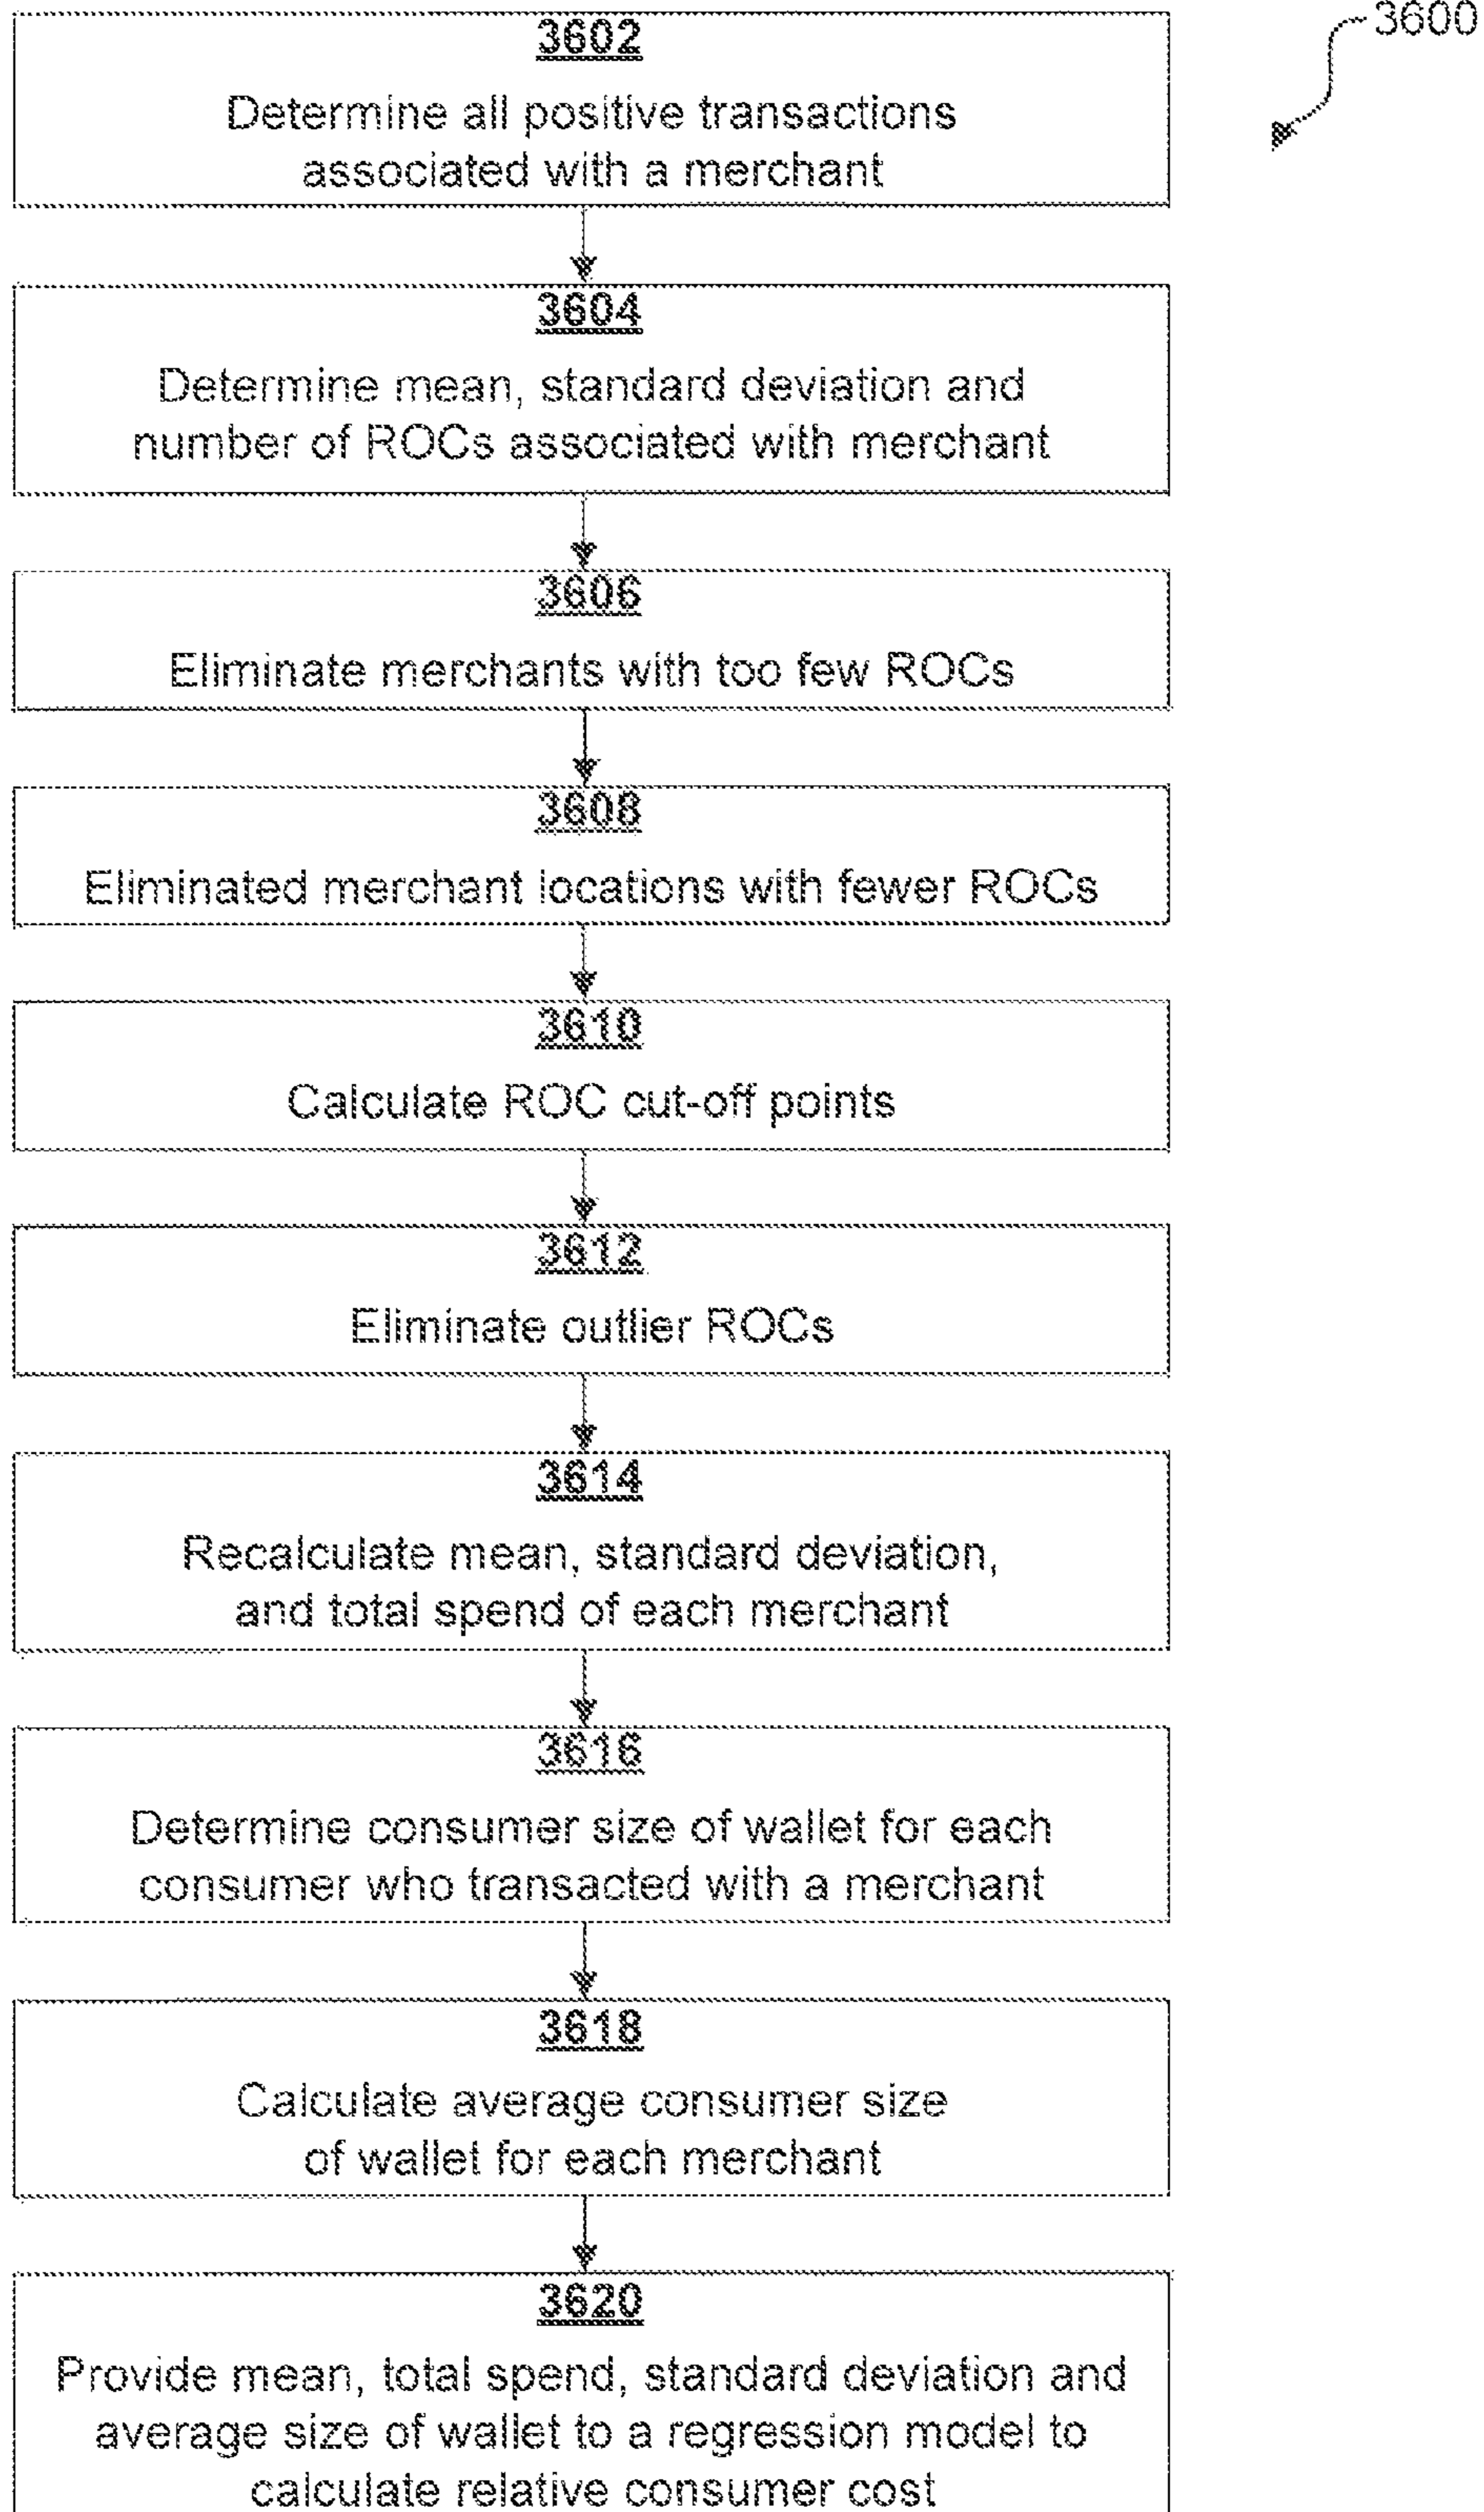 3600
3602
Determine all positive transactions
associated with a merchant
3604
Determine mean, standard deviation and
number of ROCs associated with merchant
3606
Eliminate merchants with too few ROCs
3608
Eliminated merchant locations with fewer ROCs
3610
Calculate ROC cut-off points
3612
Eliminate outlier ROCs
3614
Recalculate mean, standard deviation,
and total spend of each merchant
3616
Determine consumer size of wallet for each
consumer who transacted with a merchant
3618
Calculate average consumer size
of wallet for each merchant
3620
Provide mean, total spend, standard deviation and
average size of wallet to a regression model to
calculate relative consumer cost